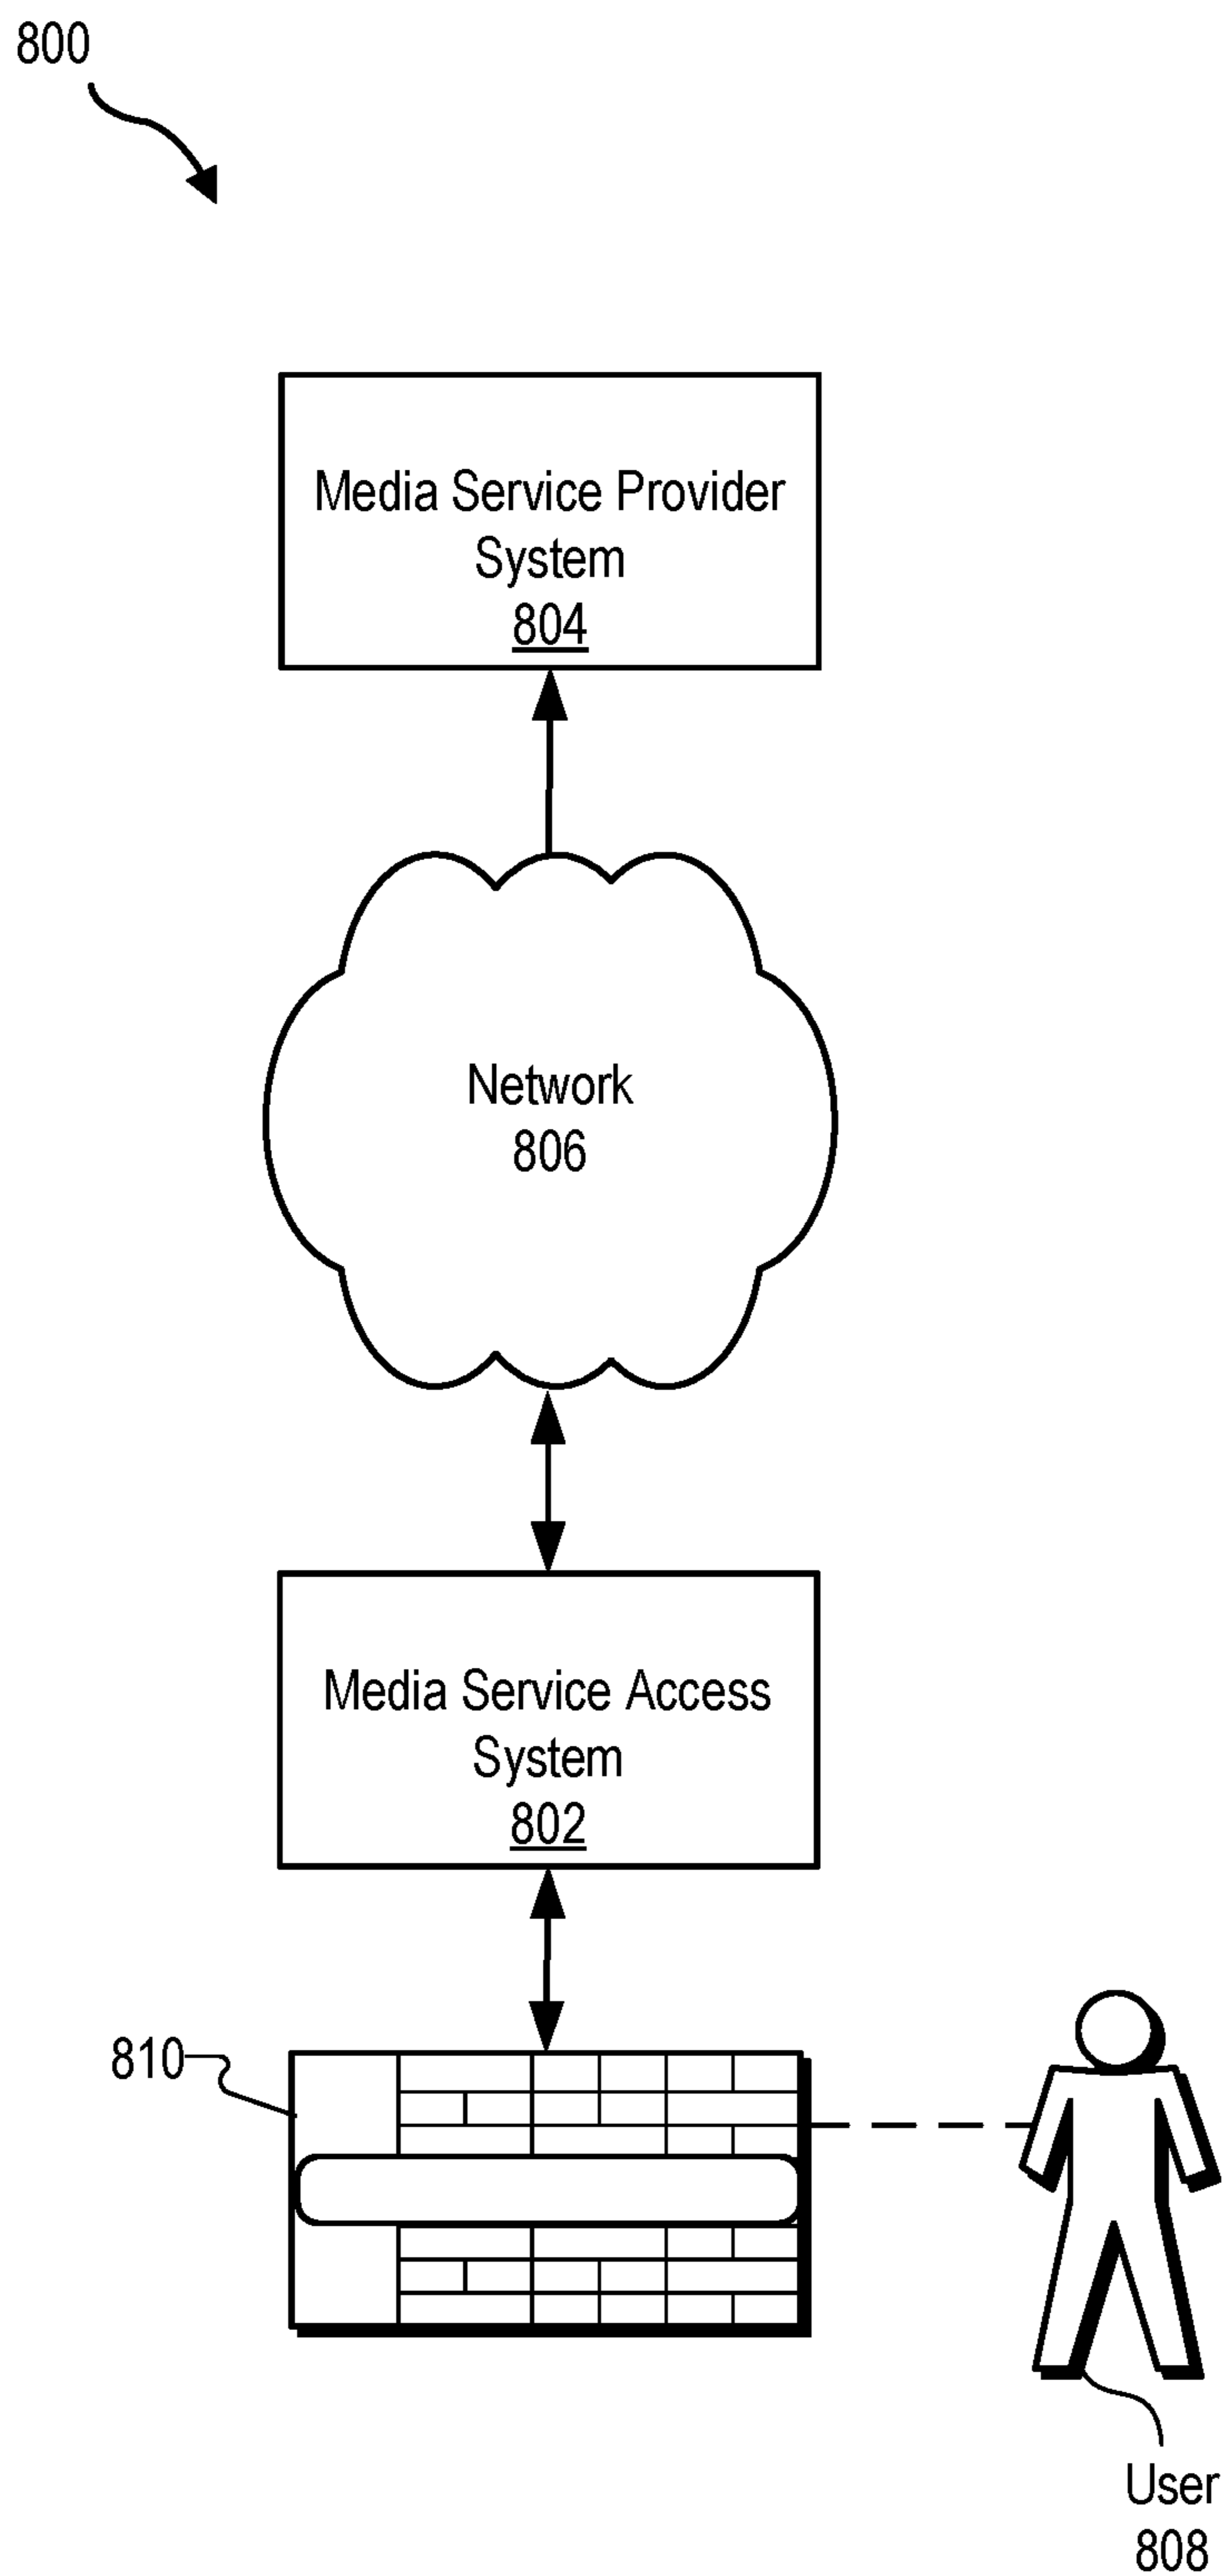 800
Media Service Provider
System
804
Network
806
Media Service Access
System
802
810
User
808